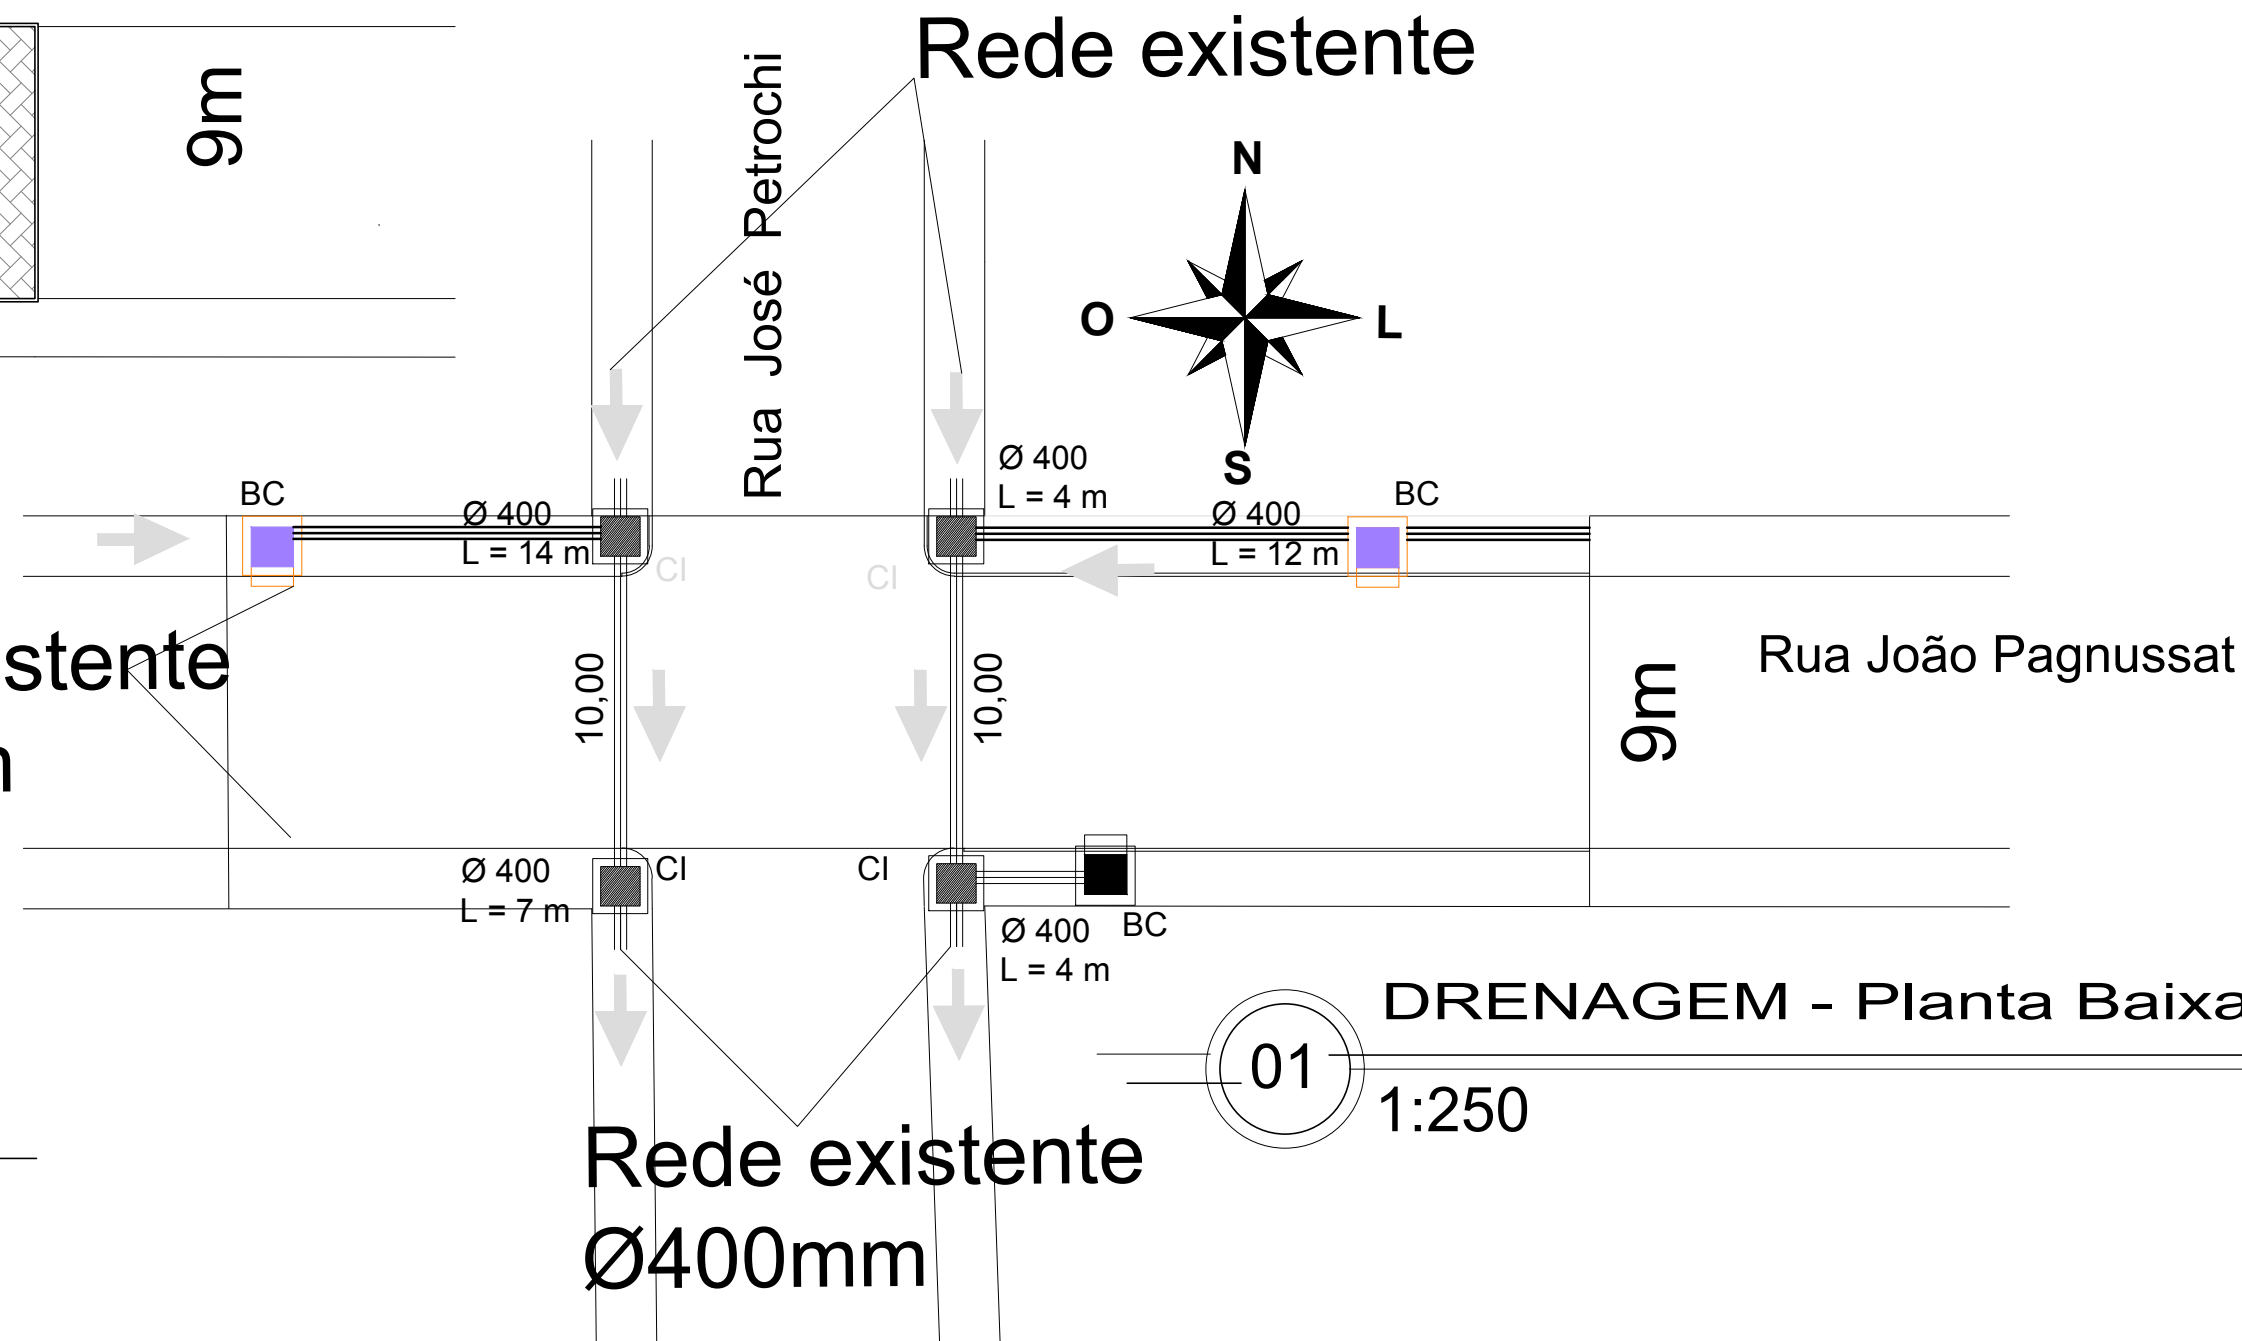 Rede existente
9m
Rua José Petrochi
N
O
L
S
Ø 400
L = 4 m
BC
Ø 400
L = 14 m
CI
CI
Ø 400
L = 12 m
BC
stente
10,00
10,00
9m
Rua João Pagnussat
Ø 400
L = 7 m
CI
CI
Ø 400
L = 4 m
BC
DRENAGEM - Planta Baixa
01
1:250
Rede existente
Ø400mm